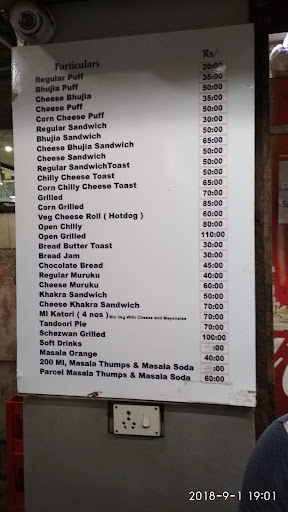 Particulars Rs/-
Regular Puff 20:00
Bhujia Puff 35:00
Cheese Bhujia 50:00
Cheese Puff 35:00
Corn Cheese Puff 50:00
Regular Sandwich 30:00
Bhujia Sandwich 50:00
Cheese Bhujia Sandwich 65:00
Cheese Sandwich 50:00
Regular SandwichToast 50:00
Chilly Cheese Toast 50:00
Corn Chilly Cheese Toast 65:00
Grilled 70:00
Corn Grilled 85:00
Veg Cheese Roll ( Hotdog ) 60:00
Open Chilly 80:00
Open Grilled 110:00
Bread Butter Toast 30:00
Bread Jam 30:00
Chocolate Bread 45:00
Regular Muruku 40:00
Cheese Muruku 60:00
Khakra Sandwich 50:00
Cheese Khakra Sandwich 70:00
MI Katori ( 4 nos ) Mix Veg With Cheese and Mayonaise 70:00
Tandoori Pie 70:00
Schezwan Grilled 100:00
Soft Drinks :00
Masala Orange 40:00
200 Ml, Masala Thumps & Masala Soda :00
Parcel Masala Thumps & Masala Soda 60:00
2018-9-1 19:01